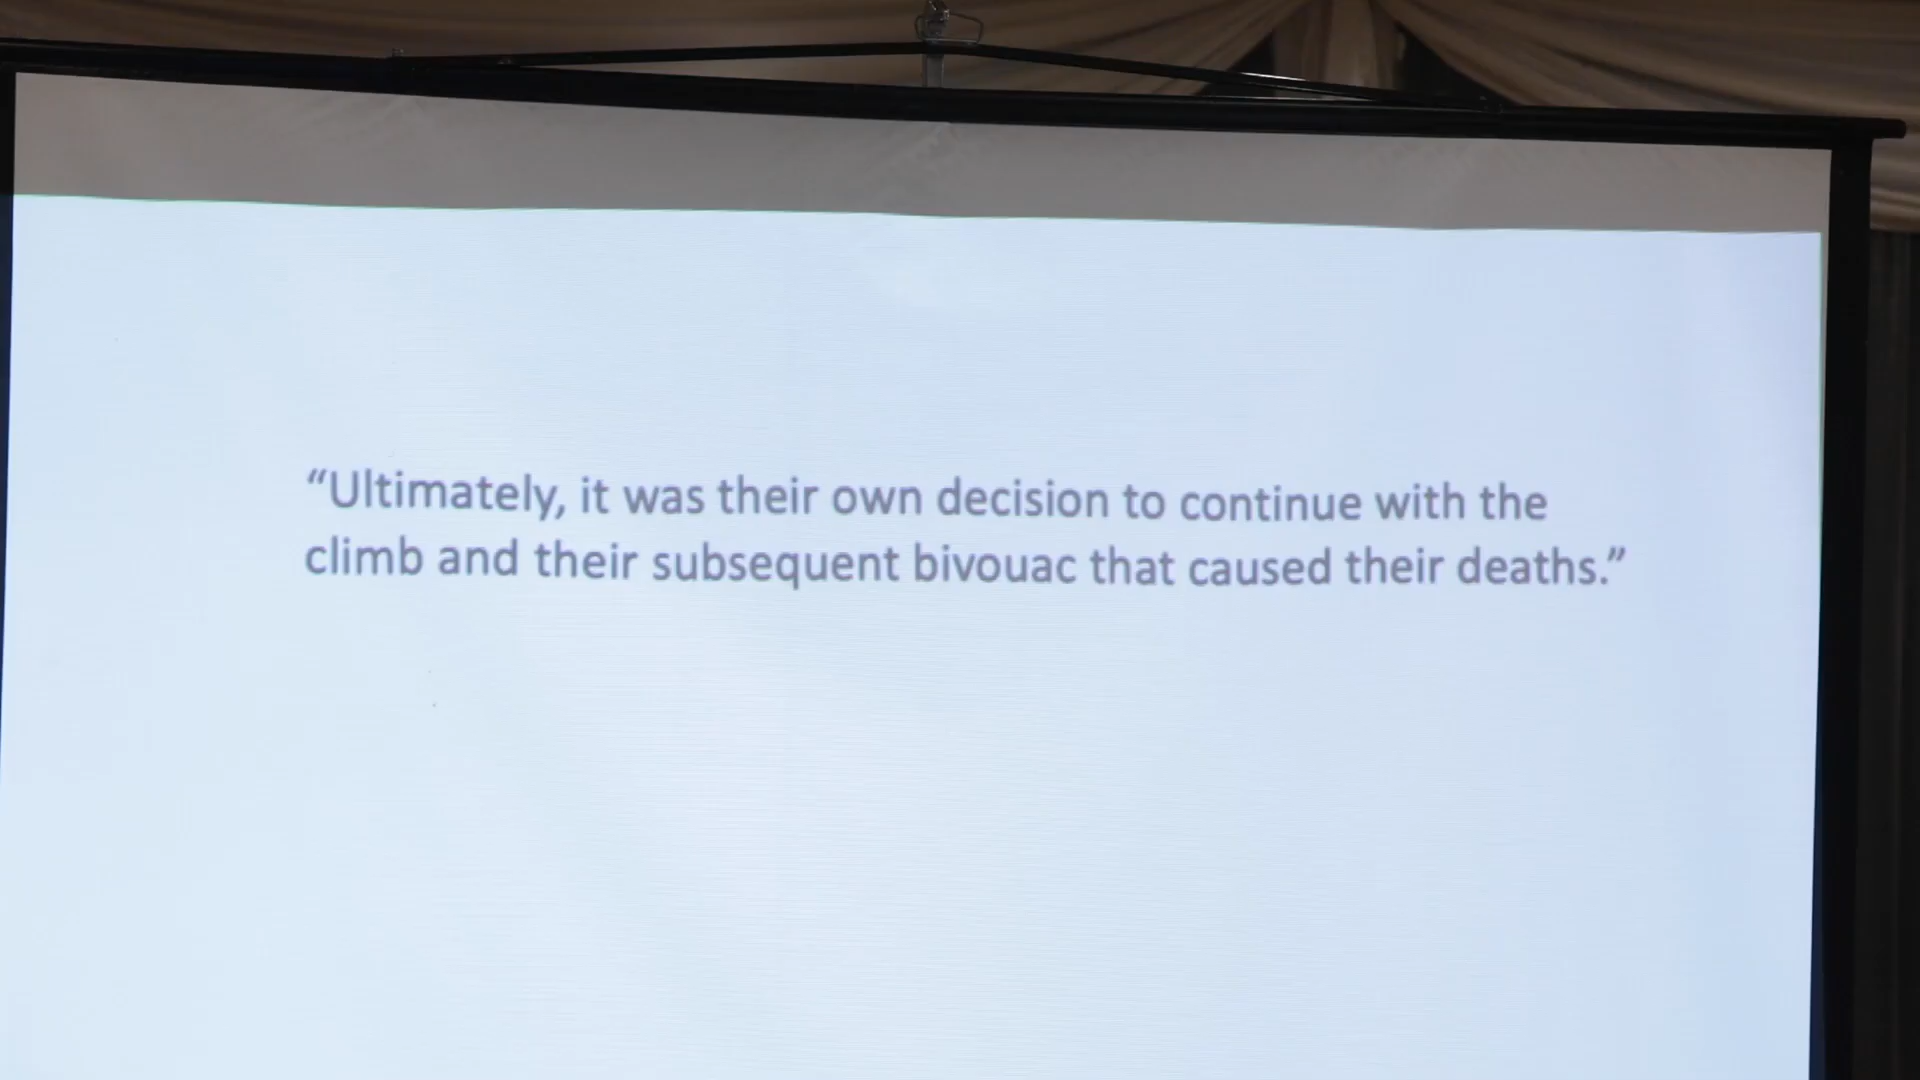 “Ultimately, it was their own decision to continue with the
climb and their subsequent bivouac that caused their deaths.”